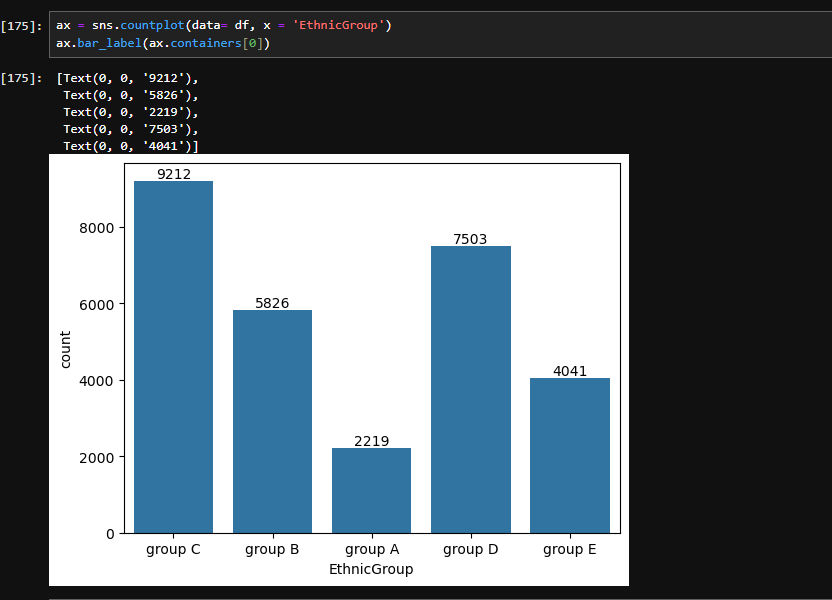 [175]: ax = sns.countplot(data= df, x = 'EthnicGroup')
ax.bar_label(ax.containers[0])
[175]: [Text(0, 0, '9212'),
Text(0, 0, '5826'),
Text(0, 0, '2219'),
Text(0, 0, '7503'),
Text(0, 0, '4041')]
9212
8000
7503
6000
5826
count
4000
4041
2219
2000
0
group C group B group A group D group E
EthnicGroup